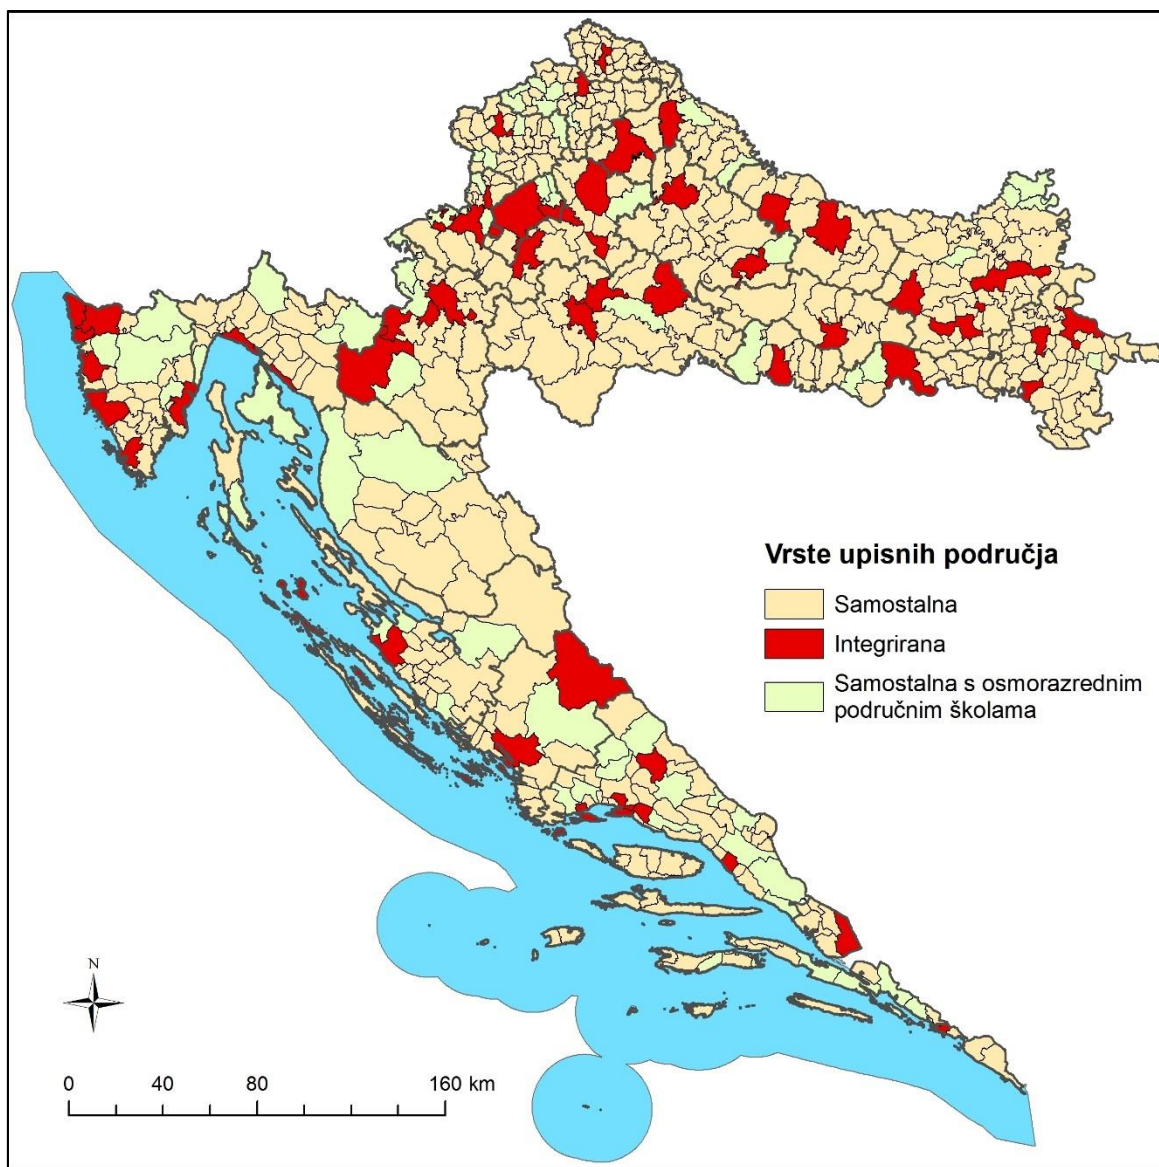 Vrste upisnih područja
Samostalna
Integrirana
Samostalna s osmorazrednim
područnim školama
N
0 40 80 160 km